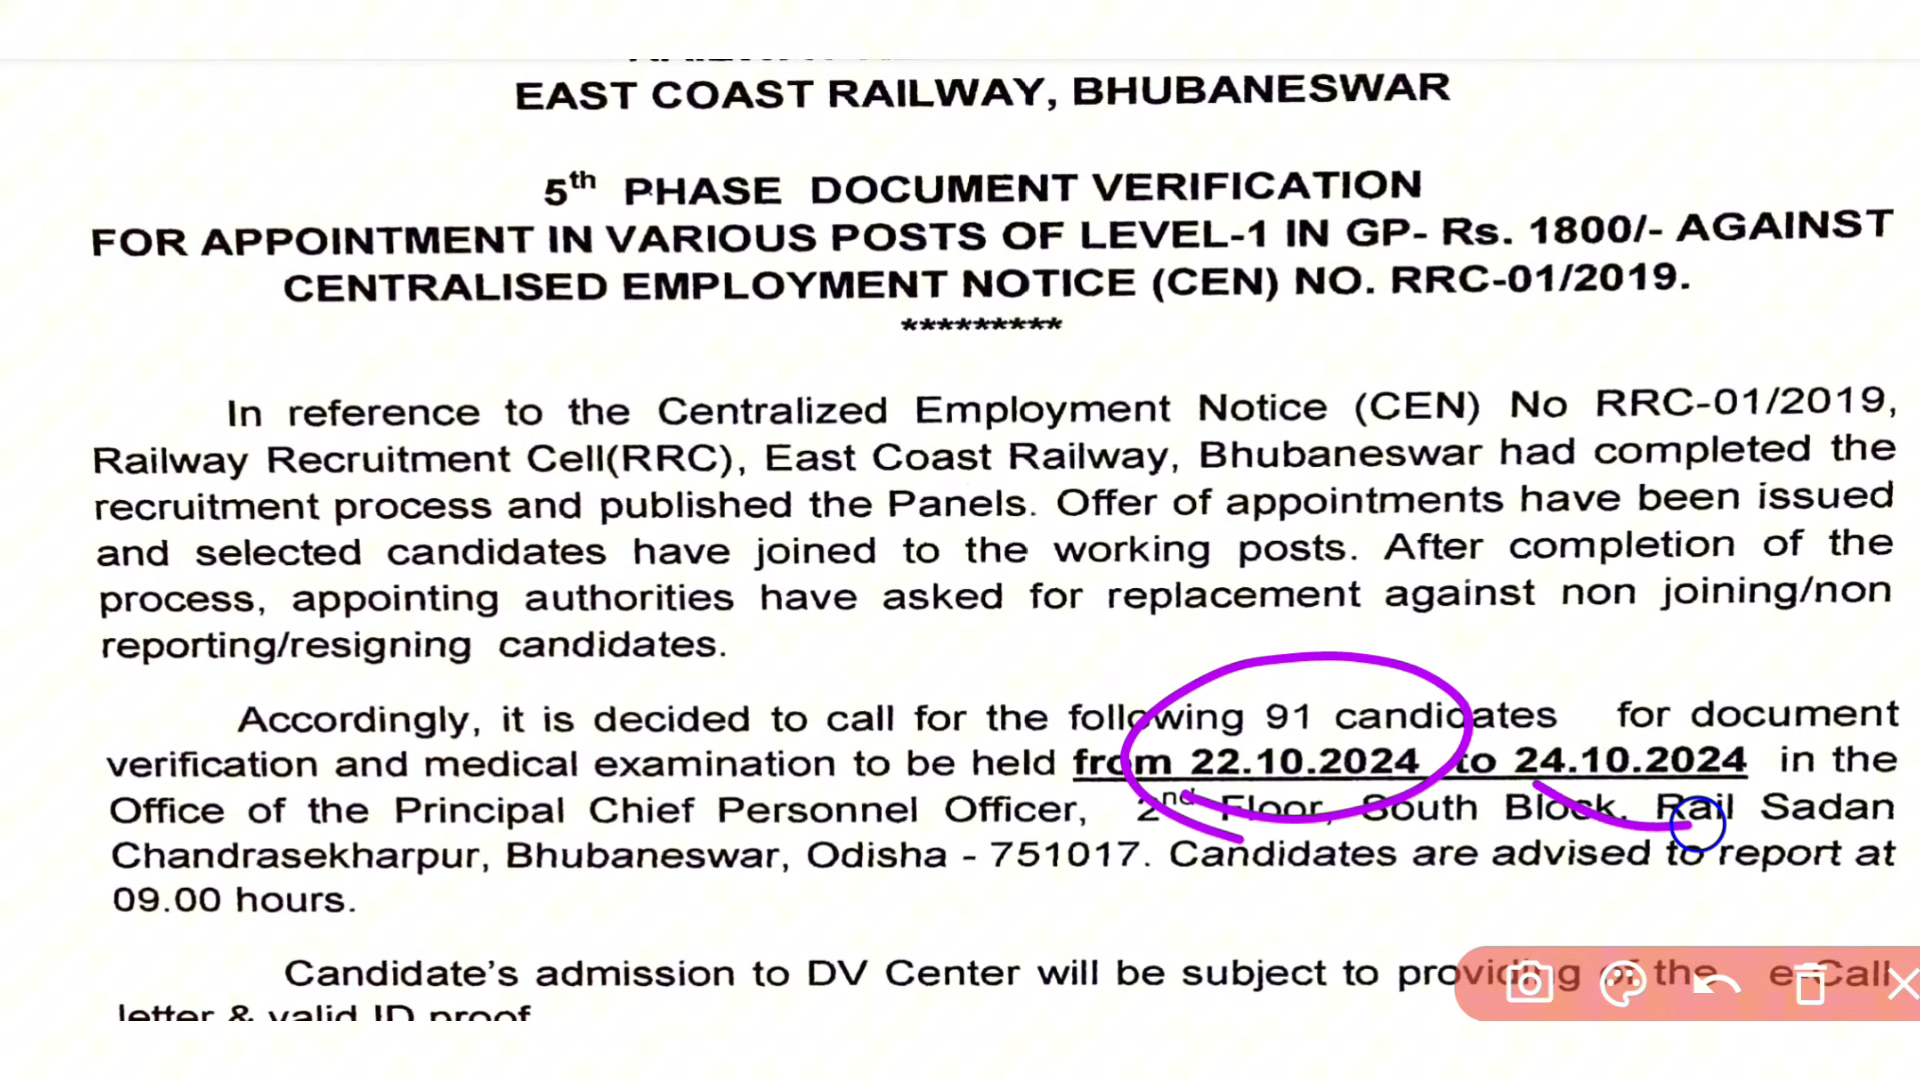 EAST COAST RAILWAY, BHUBANESWAR
5th PHASE DOCUMENT VERIFICATION
FOR APPOINTMENT IN VARIOUS POSTS OF LEVEL-1 IN GP- Rs. 1800/- AGAINST
CENTRALISED EMPLOYMENT NOTICE (CEN) NO. RRC-01/2019.
*********
In reference to the Centralized Employment Notice (CEN) No RRC-01/2019,
Railway Recruitment Cell(RRC), East Coast Railway, Bhubaneswar had completed the
recruitment process and published the Panels. Offer of appointments have been issued
and selected candidates have joined to the working posts. After completion of the
process, appointing authorities have asked for replacement against non joining/non
reporting/resigning candidates.
Accordingly, it is decided to call for the following 91 candidates for document
verification and medical examination to be held from 22.10.2024 to 24.10.2024 in the
Office of the Principal Chief Personnel Officer, 2nd Floor, South Block, Rail Sadan
Chandrasekharpur, Bhubaneswar, Odisha - 751017. Candidates are advised to report at
09.00 hours.
Candidate's admission to DV Center will be subject to providing of the e-Call
letter & valid ID proof